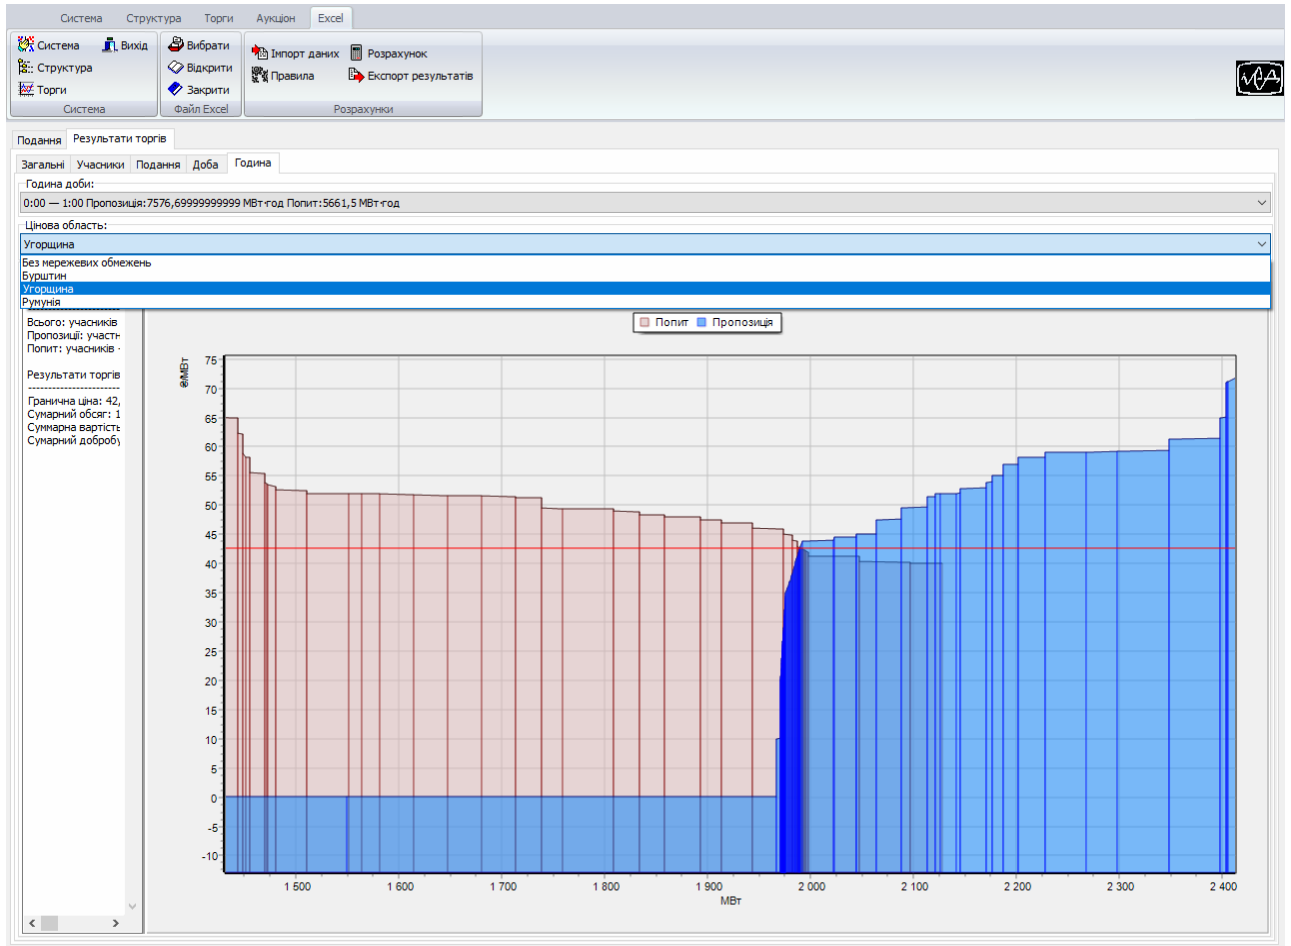 Система Структура Торги Аукціон Excel
Система Вихід Вибрати Імпорт даних Розрахунок
Структура Відкрити Правила Експорт результатів
Торги Закрити
Система Файл Excel Розрахунки
Подання Результати торгів
Загальні Учасники Подання Доба Година
Година доби:
0:00 — 1:00 Пропозиція:7576,69999999999 МВт·год Попит:5661,5 МВт·год
Цінова область:
Угорщина
Без мережевих обмежень
Бурштин
Угорщина
Румунія
Всього: учасників
Пропозиції: участн
Попит: учасників -
Результати торгів
Гранична ціна: 42,
Сумарний обсяг: 1
Суммарна вартість
Сумарний добробу
Попит Пропозиція
₴/МВт
75
70
65
60
55
50
45
40
35
30
25
20
15
10
5
0
-5
-10
1 500 1 600 1 700 1 800 1 900 2 000 2 100 2 200 2 300 2 400
МВт